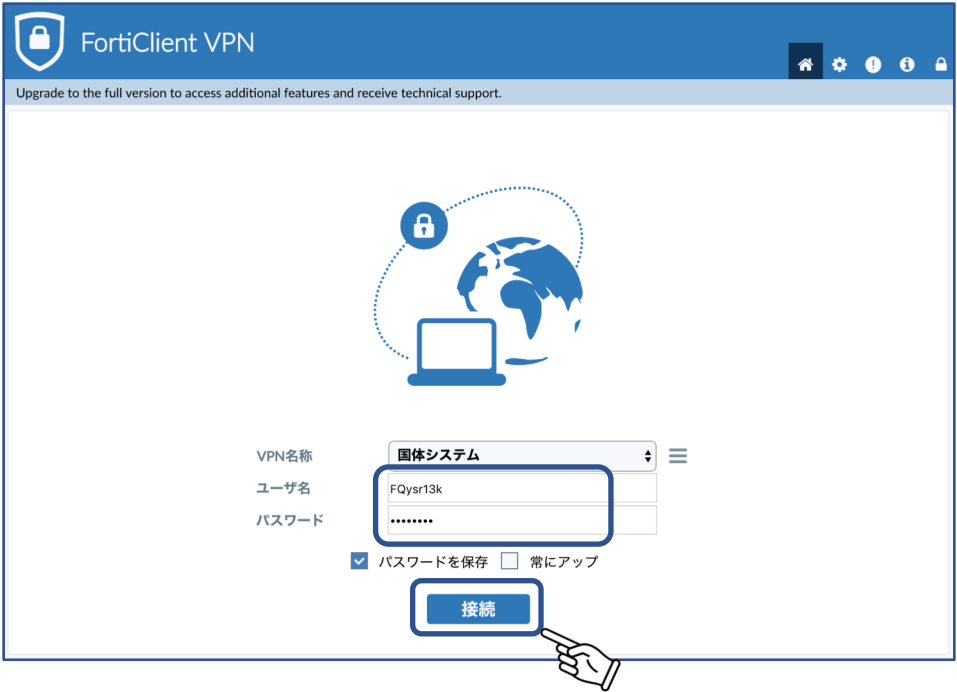 FortiClient VPN
Upgrade to the full version to access additional features and receive technical support.
VPN名称 国体システム
ユーザ名 FQysr13k
パスワード ••••••••
パスワードを保存 常にアップ
接続